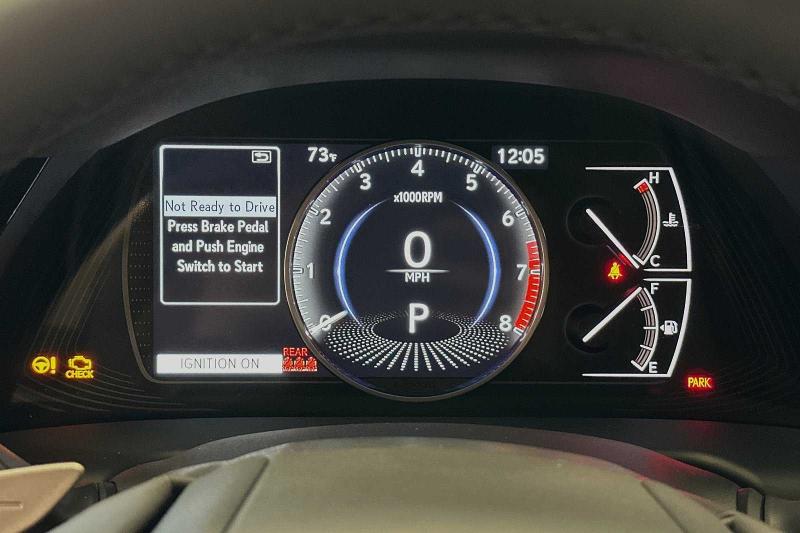 73°F
12:05
Not Ready to Drive
Press Brake Pedal
and Push Engine
Switch to Start
IGNITION ON
REAR
CHECK
x1000RPM
0
1
2
3
4
5
6
7
8
0
MPH
P
H
C
F
E
PARK